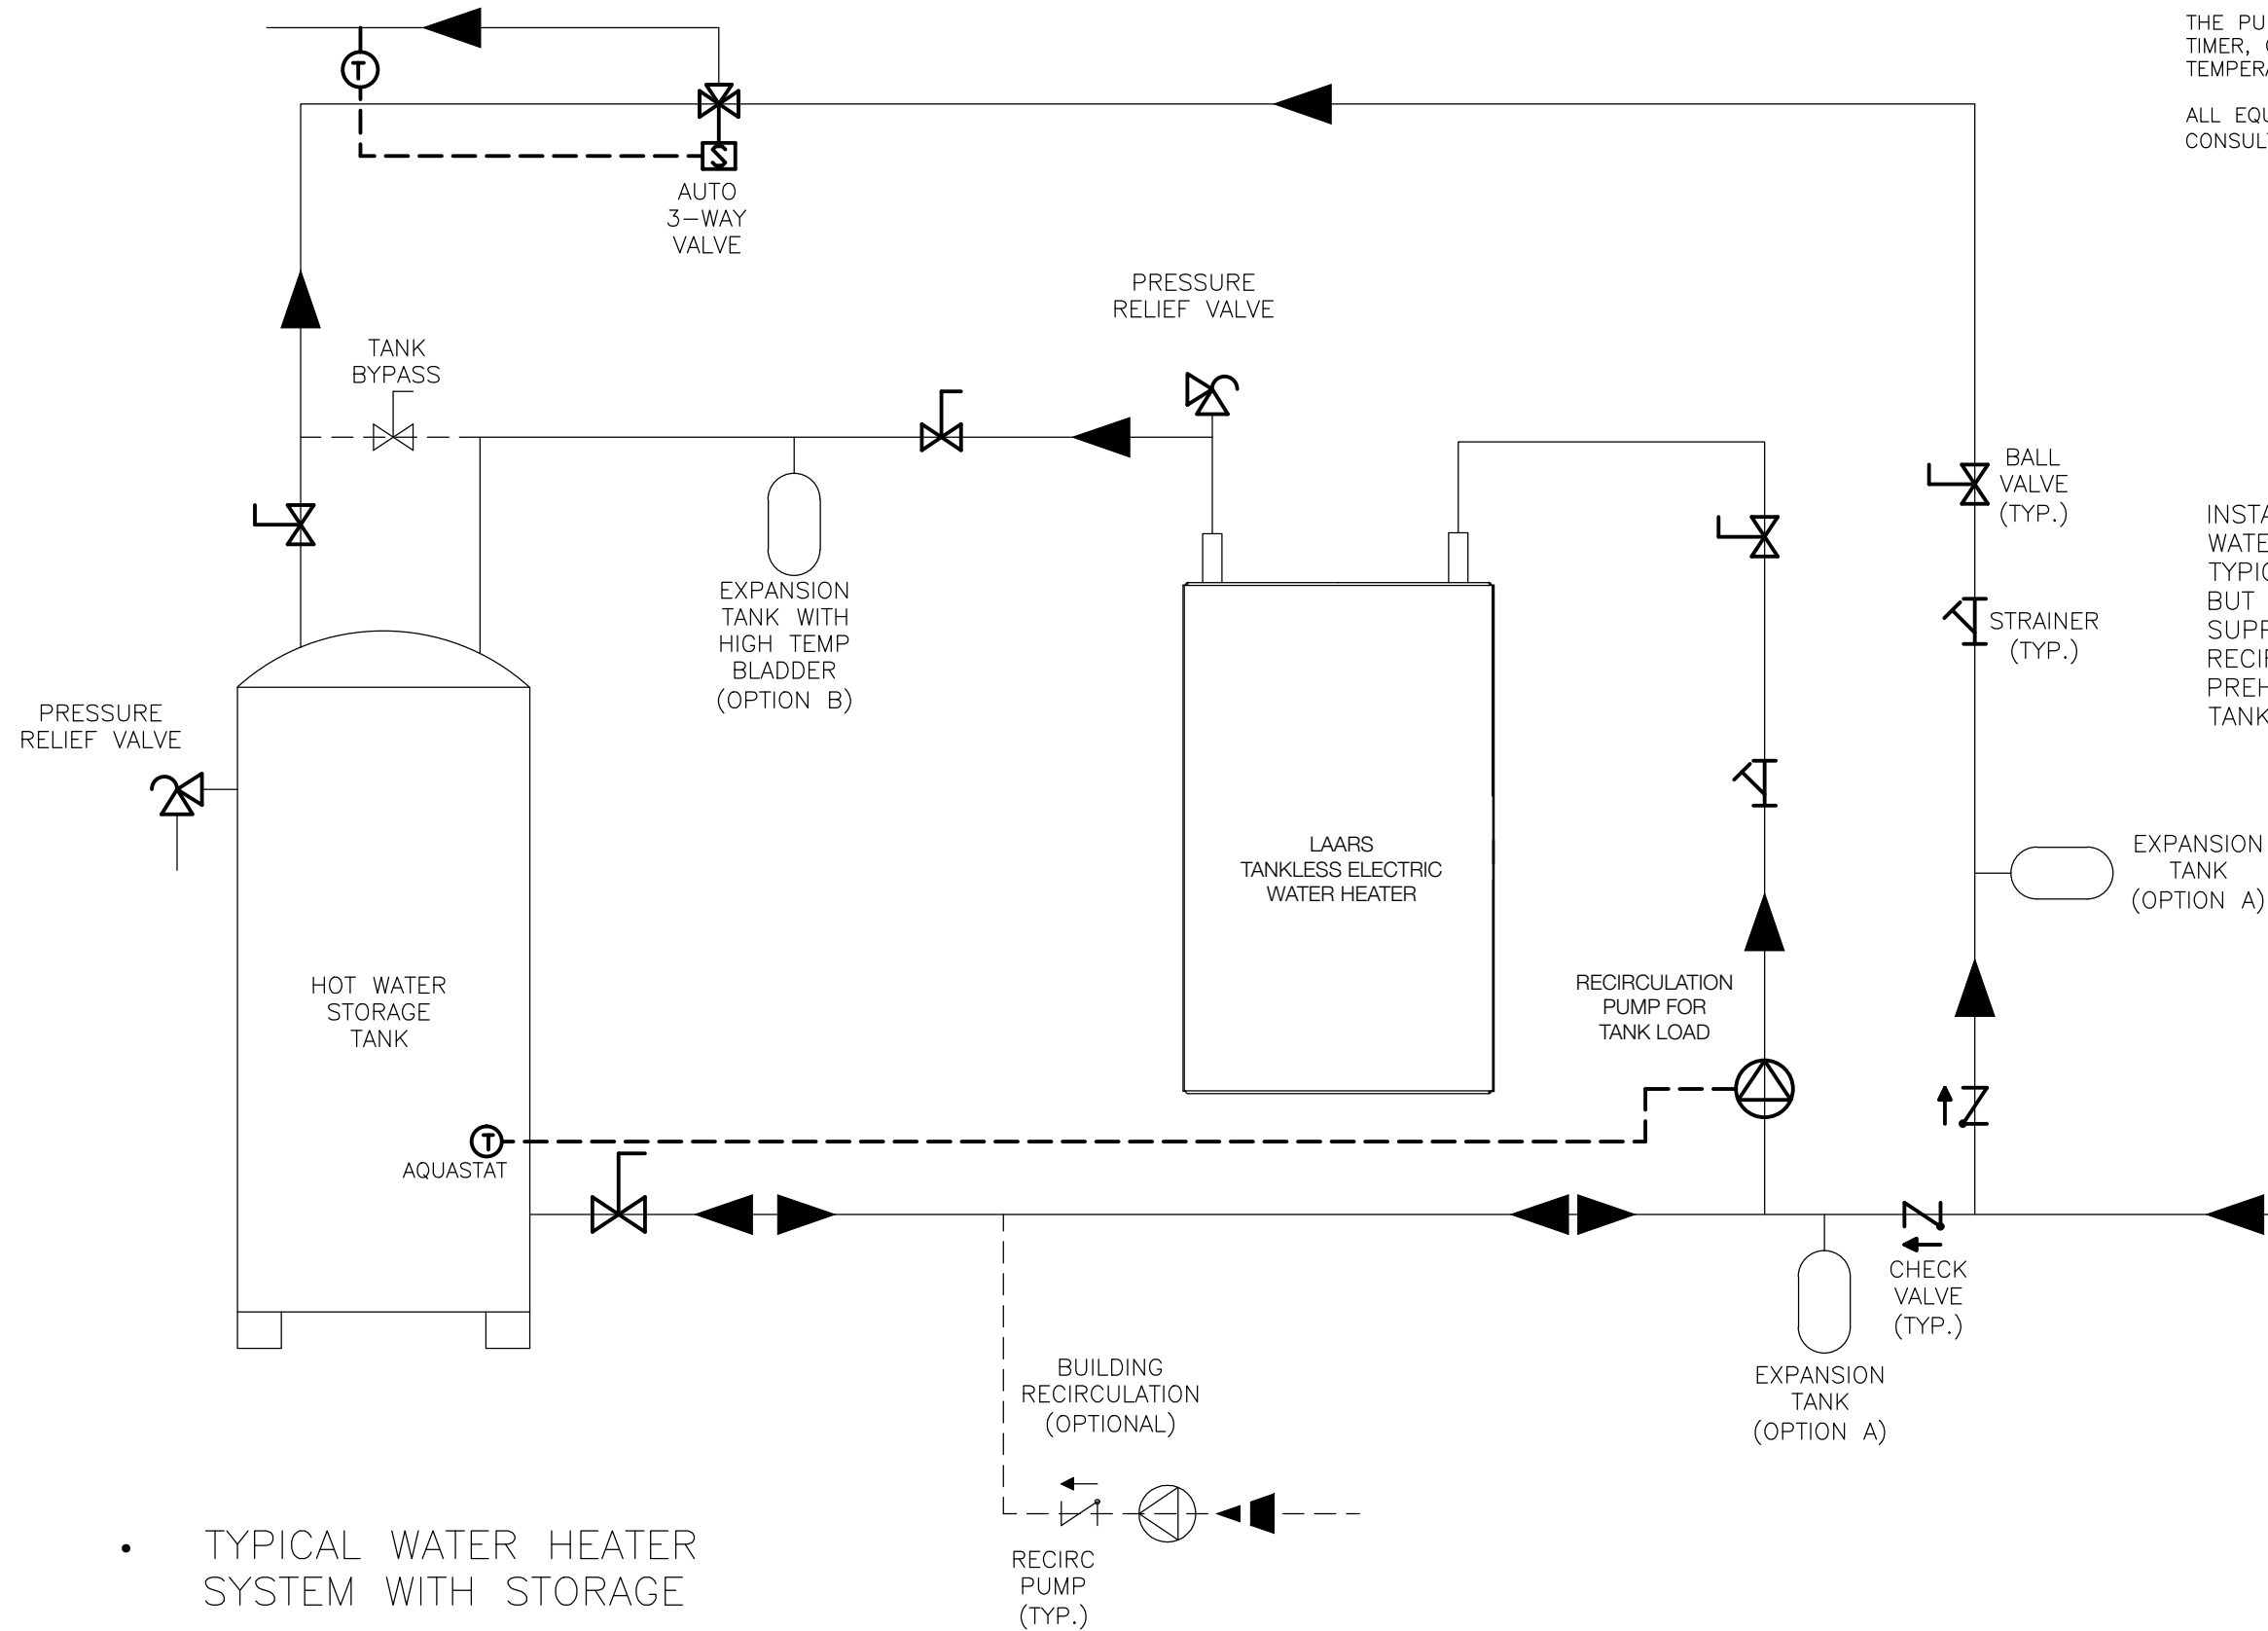 THE PU
TIMER,
TEMPER
ALL EQU
CONSUL
T
S
AUTO
3-WAY
VALVE
PRESSURE
RELIEF VALVE
TANK
BYPASS
BALL
VALVE
(TYP.)
INSTA
WATE
TYPIC
BUT
SUPP
RECIR
PREH
TANK
EXPANSION
TANK WITH
HIGH TEMP
BLADDER
(OPTION B)
STRAINER
(TYP.)
PRESSURE
RELIEF VALVE
LAARS
TANKLESS ELECTRIC
WATER HEATER
EXPANSION
TANK
(OPTION A)
HOT WATER
STORAGE
TANK
RECIRCULATION
PUMP FOR
TANK LOAD
T
AQUASTAT
CHECK
VALVE
(TYP.)
BUILDING
RECIRCULATION
(OPTIONAL)
EXPANSION
TANK
(OPTION A)
RECIRC
PUMP
(TYP.)
• TYPICAL WATER HEATER
SYSTEM WITH STORAGE